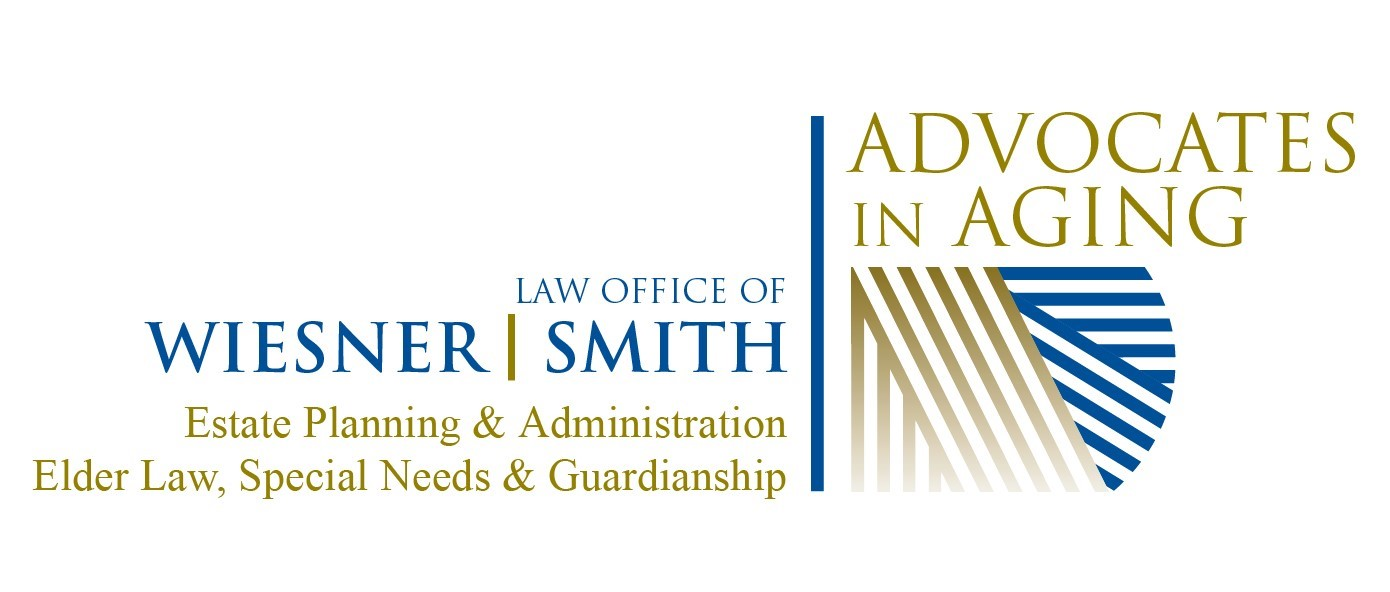 LAW OFFICE OF
WIESNER | SMITH
Estate Planning & Administration
Elder Law, Special Needs & Guardianship
ADVOCATES
IN AGING